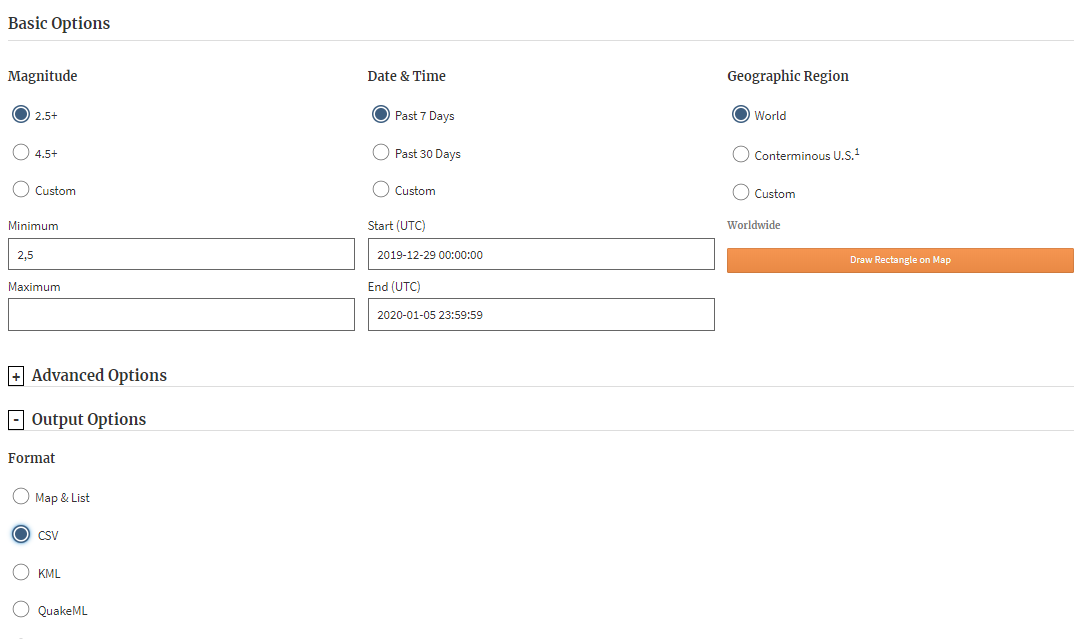 Basic Options
Magnitude
2.5+
4.5+
Custom
Minimum
2,5
Maximum
Date & Time
Past 7 Days
Past 30 Days
Custom
Start (UTC)
2019-12-29 00:00:00
End (UTC)
2020-01-05 23:59:59
Geographic Region
World
Conterminous U.S.1
Custom
Worldwide
Draw Rectangle on Map
+ Advanced Options
- Output Options
Format
Map & List
CSV
KML
QuakeML